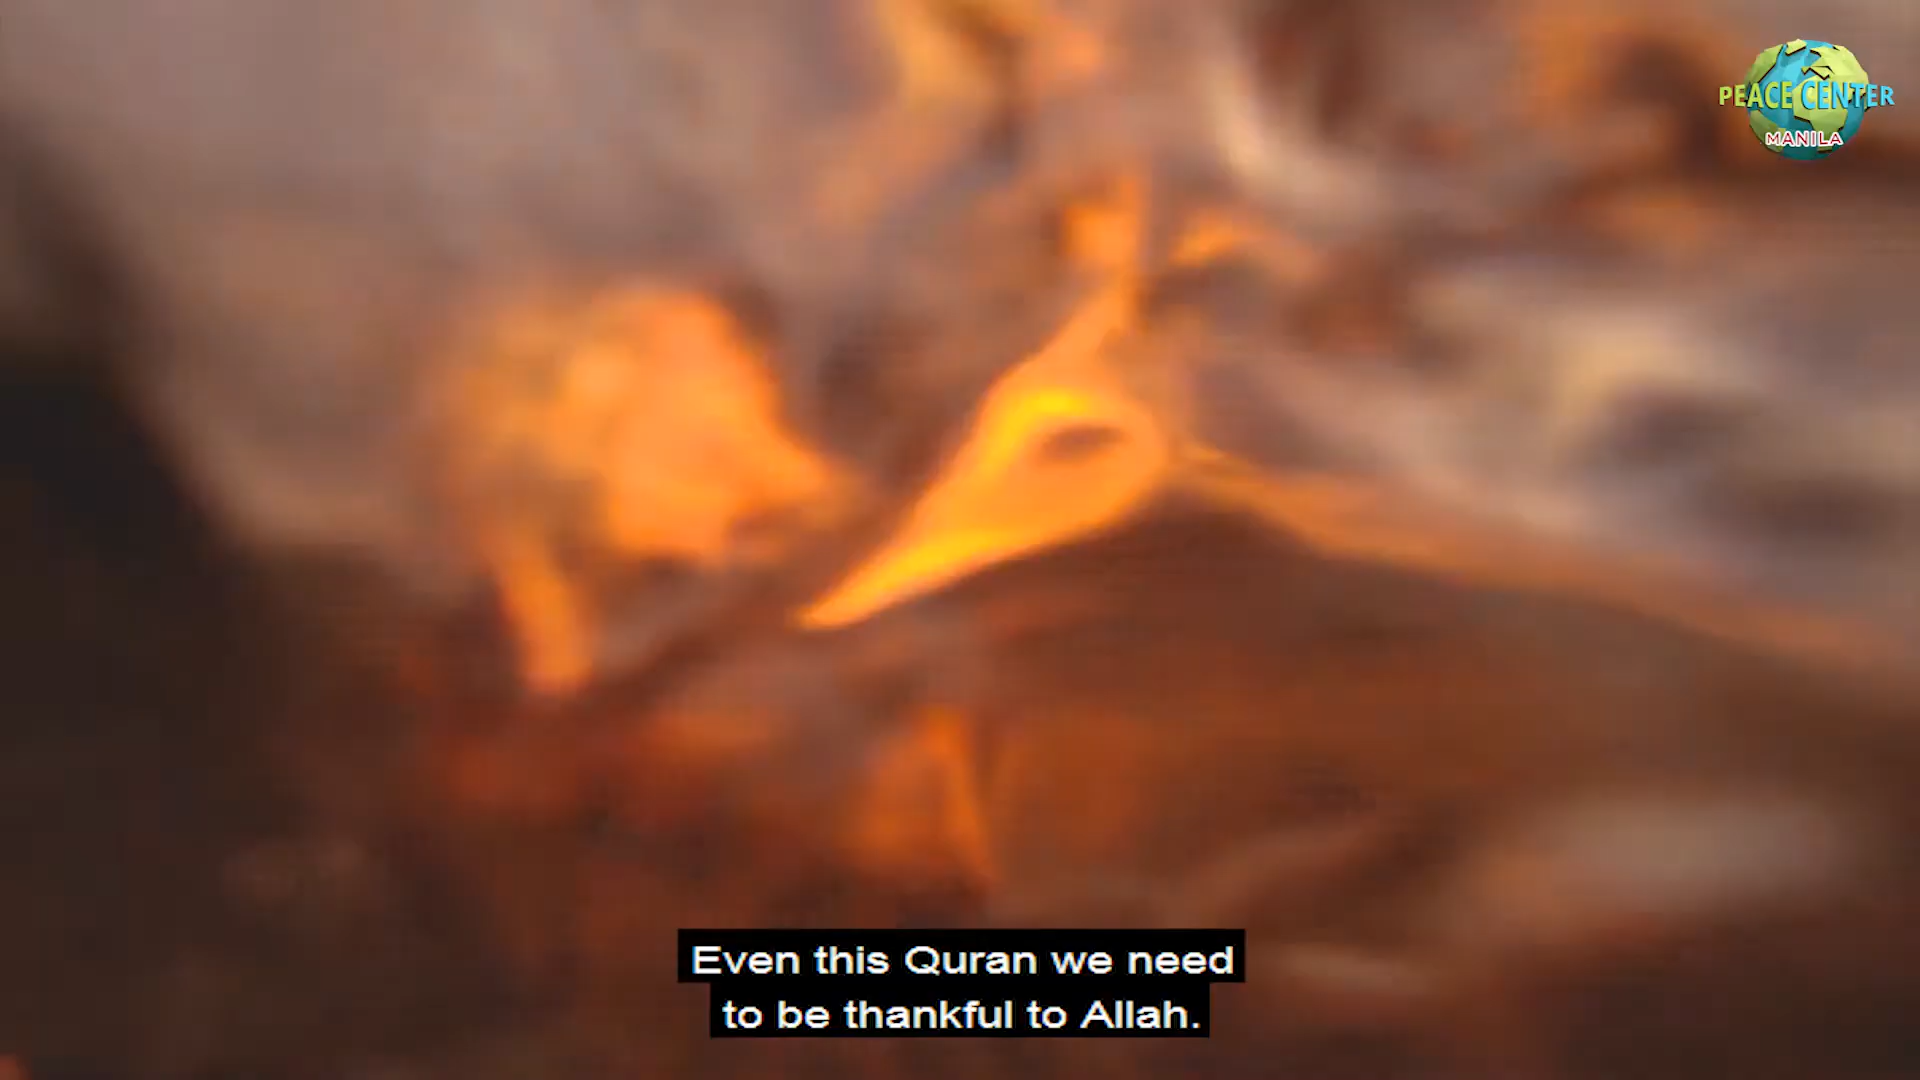 PEACE CENTER
MANILA
Even this Quran we need
to be thankful to Allah.